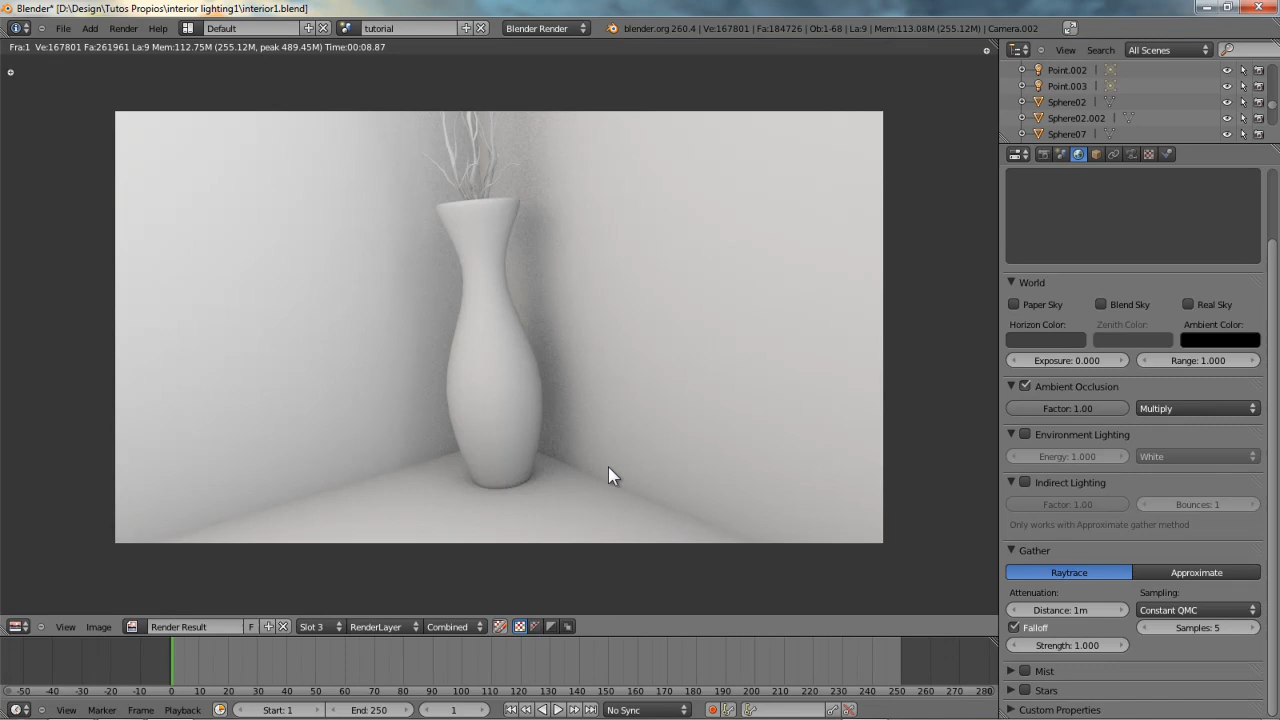 Blender* [D:\Design\Tutos Propios\interior lighting1\interior1.blend]
File Add Render Help Default tutorial Blender Render blender.org 260.4 | Ve:167801 | Fa:184726 | Ob:1-68 | La:9 | Mem:113.08M (255.12M) | Camera.002
Fra:1 Ve:167801 Fa:261961 La:9 Mem:112.75M (255.12M, peak 489.45M) Time:00:08.87
View Search All Scenes
Point.002
Point.003
Sphere02
Sphere02.002
Sphere07
World
Paper Sky Blend Sky Real Sky
Horizon Color: Zenith Color: Ambient Color:
Exposure: 0.000 Range: 1.000
Ambient Occlusion
Factor: 1.00 Multiply
Environment Lighting
Energy: 1.000 White
Indirect Lighting
Factor: 1.00 Bounces: 1
Only works with Approximate gather method
Gather
Raytrace Approximate
Attenuation: Sampling:
Distance: 1m Constant QMC
Falloff Samples: 5
Strength: 1.000
Mist
Stars
Custom Properties
View Image Render Result F Slot 3 RenderLayer Combined
-50 -40 -30 -20 -10 0 10 20 30 40 50 60 70 80 90 100 110 120 130 140 150 160 170 180 190 200 210 220 230 240 250 260 270 280
View Marker Frame Playback Start: 1 End: 250 1 No Sync